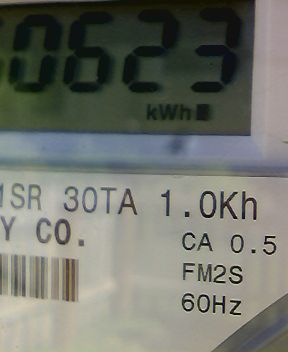 0623
kWh
1SR 30TA 1.0Kh
Y CO.
CA 0.5
FM2S
60Hz